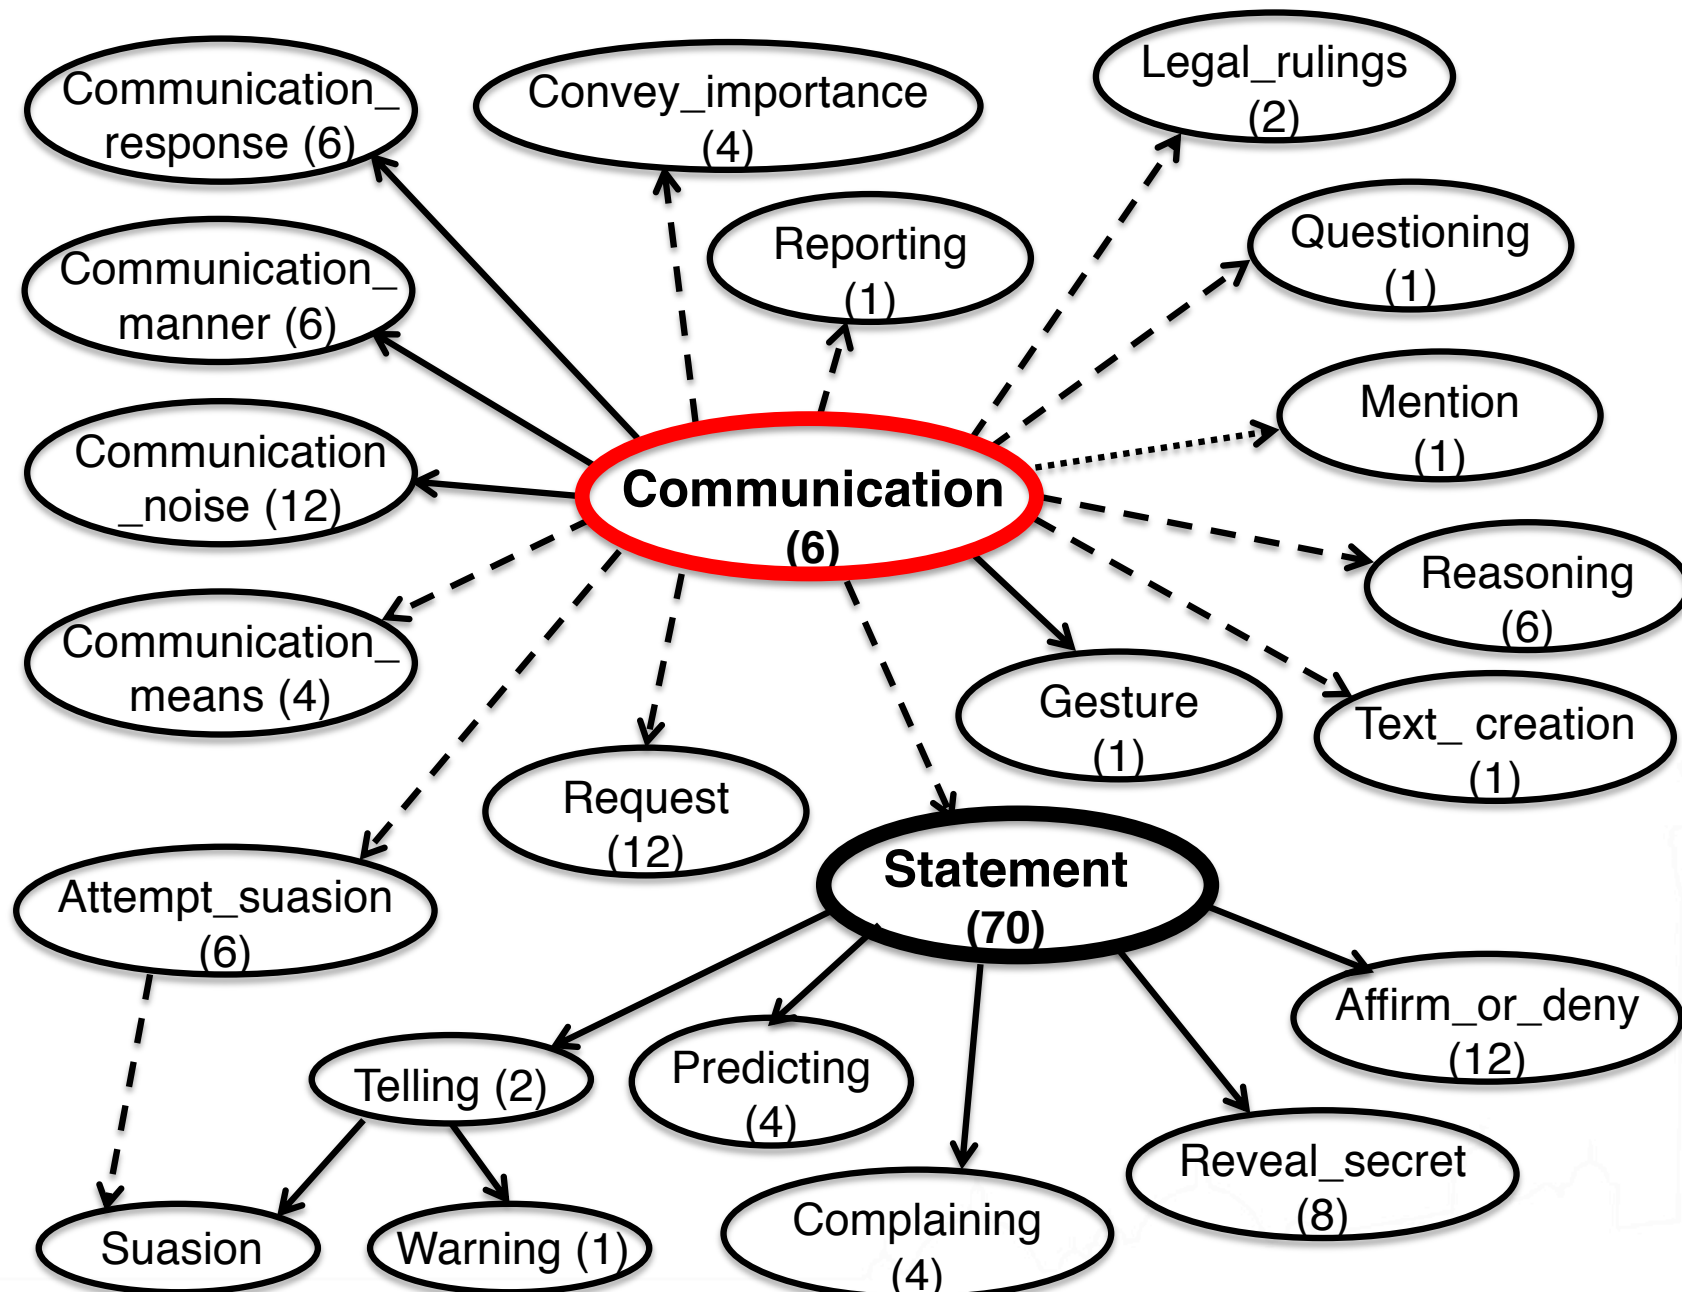 Communication_
response (6)
Convey_importance
(4)
Legal_rulings
(2)
Reporting
(1)
Questioning
(1)
Communication_
manner (6)
Mention
(1)
Communication
_noise (12)
Communication
(6)
Reasoning
(6)
Communication_
means (4)
Gesture
(1)
Text_ creation
(1)
Request
(12)
Statement
(70)
Attempt_suasion
(6)
Affirm_or_deny
(12)
Telling (2)
Predicting
(4)
Reveal_secret
(8)
Complaining
(4)
Suasion
Warning (1)